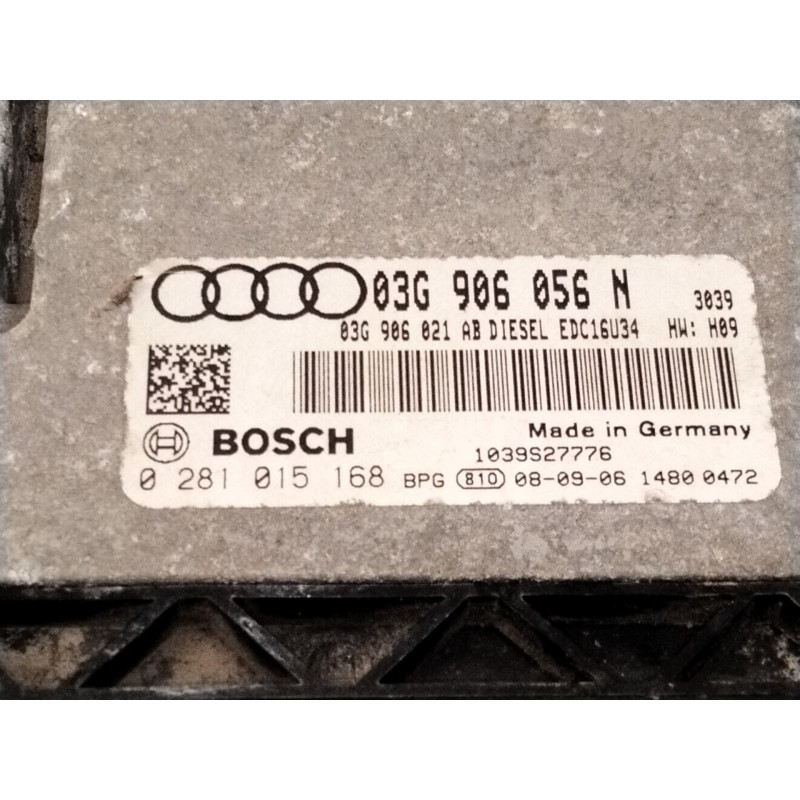 03G 906 056 N 3039
03G 906 021 AB DIESEL EDC16U34 HW: H09
BOSCH Made in Germany
1039S27776
0 281 015 168 BPG 810 08-09-06 1480 0472